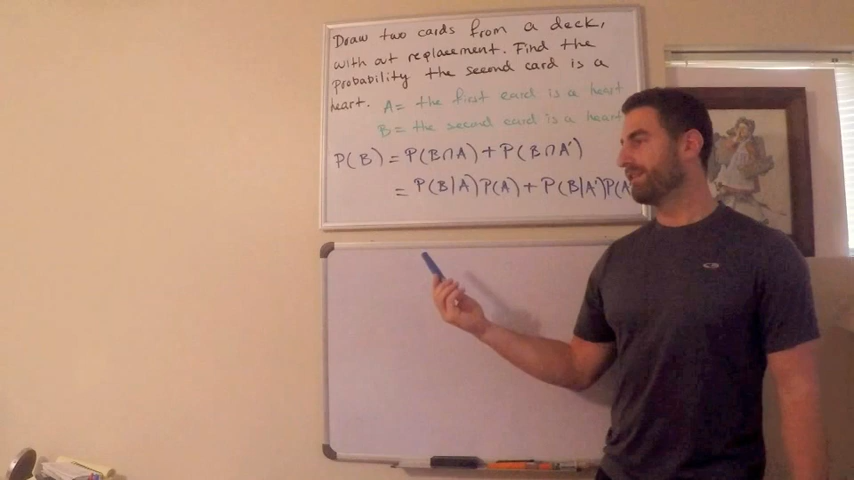 Draw two cards from a deck,
with out replacement. Find the
probability the second card is a
heart. A = the first card is a heart
B = the second card is a heart
P(B) = P(B∩A) + P(B∩A')
= P(B|A)P(A) + P(B|A')P(A